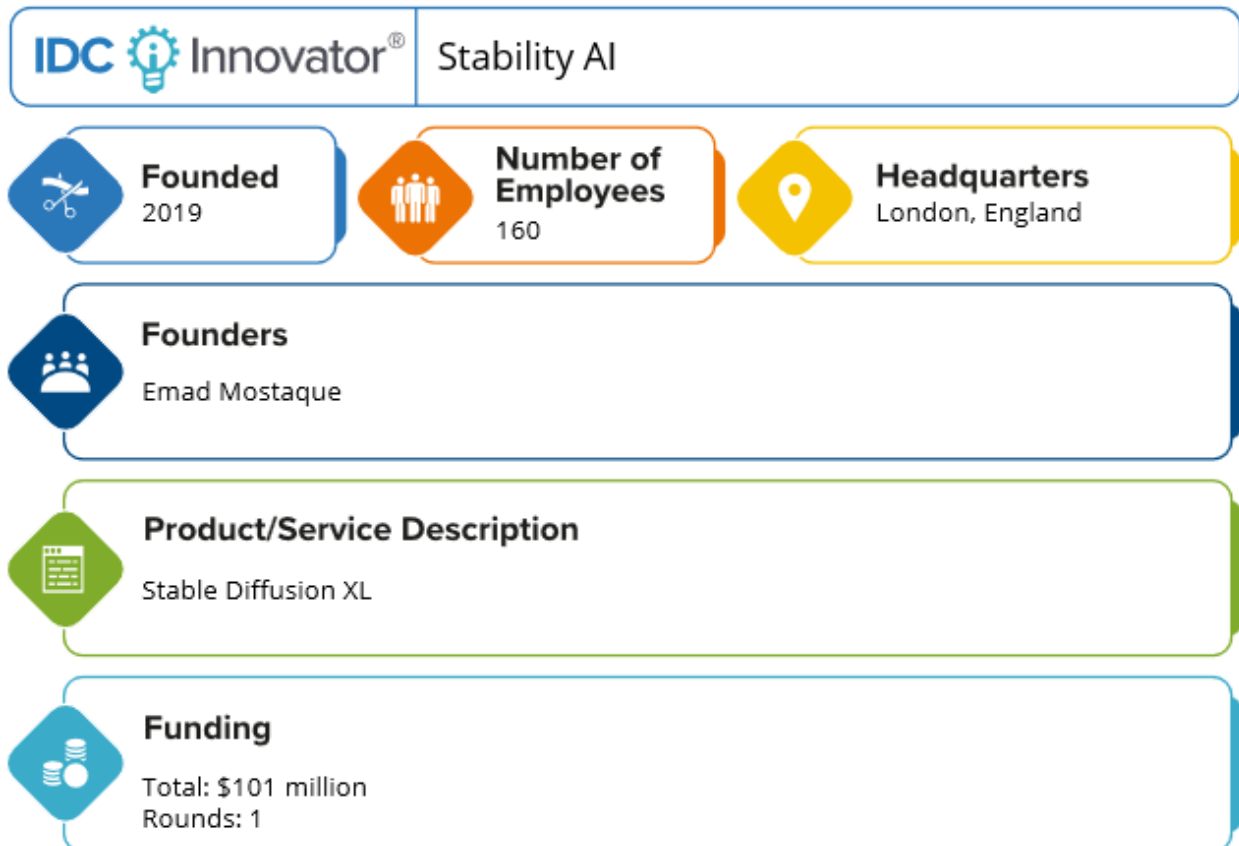 IDC Innovator®
Stability AI
Founded
2019
Number of
Employees
160
Headquarters
London, England
Founders
Emad Mostaque
Product/Service Description
Stable Diffusion XL
Funding
Total: $101 million
Rounds: 1